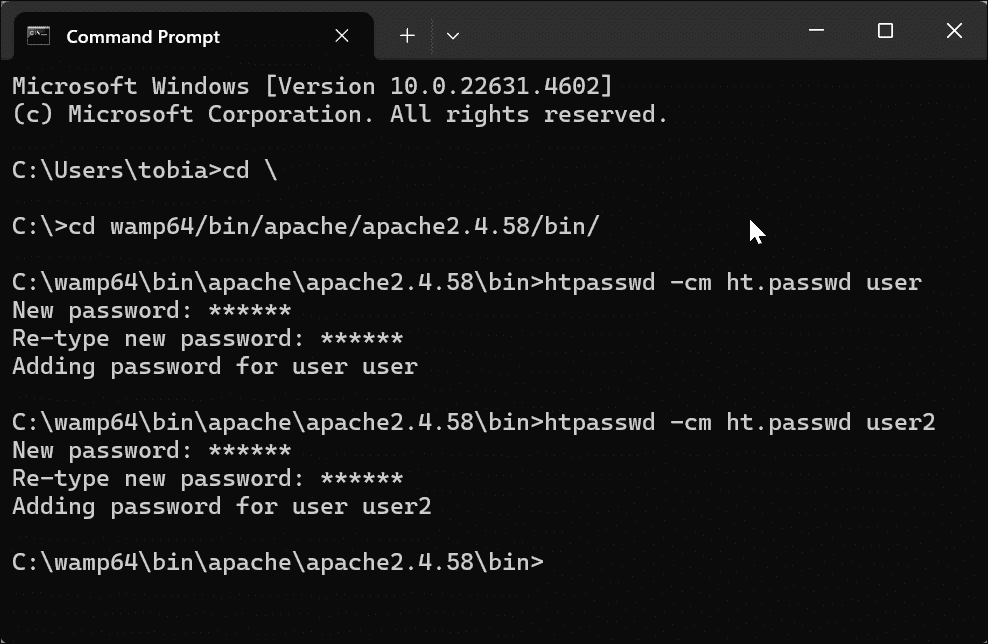 Command Prompt
Microsoft Windows [Version 10.0.22631.4602]
(c) Microsoft Corporation. All rights reserved.
C:\Users\tobia>cd \
C:\>cd wamp64/bin/apache/apache2.4.58/bin/
C:\wamp64\bin\apache\apache2.4.58\bin>htpasswd -cm ht.passwd user
New password: ******
Re-type new password: ******
Adding password for user user
C:\wamp64\bin\apache\apache2.4.58\bin>htpasswd -cm ht.passwd user2
New password: ******
Re-type new password: ******
Adding password for user user2
C:\wamp64\bin\apache\apache2.4.58\bin>